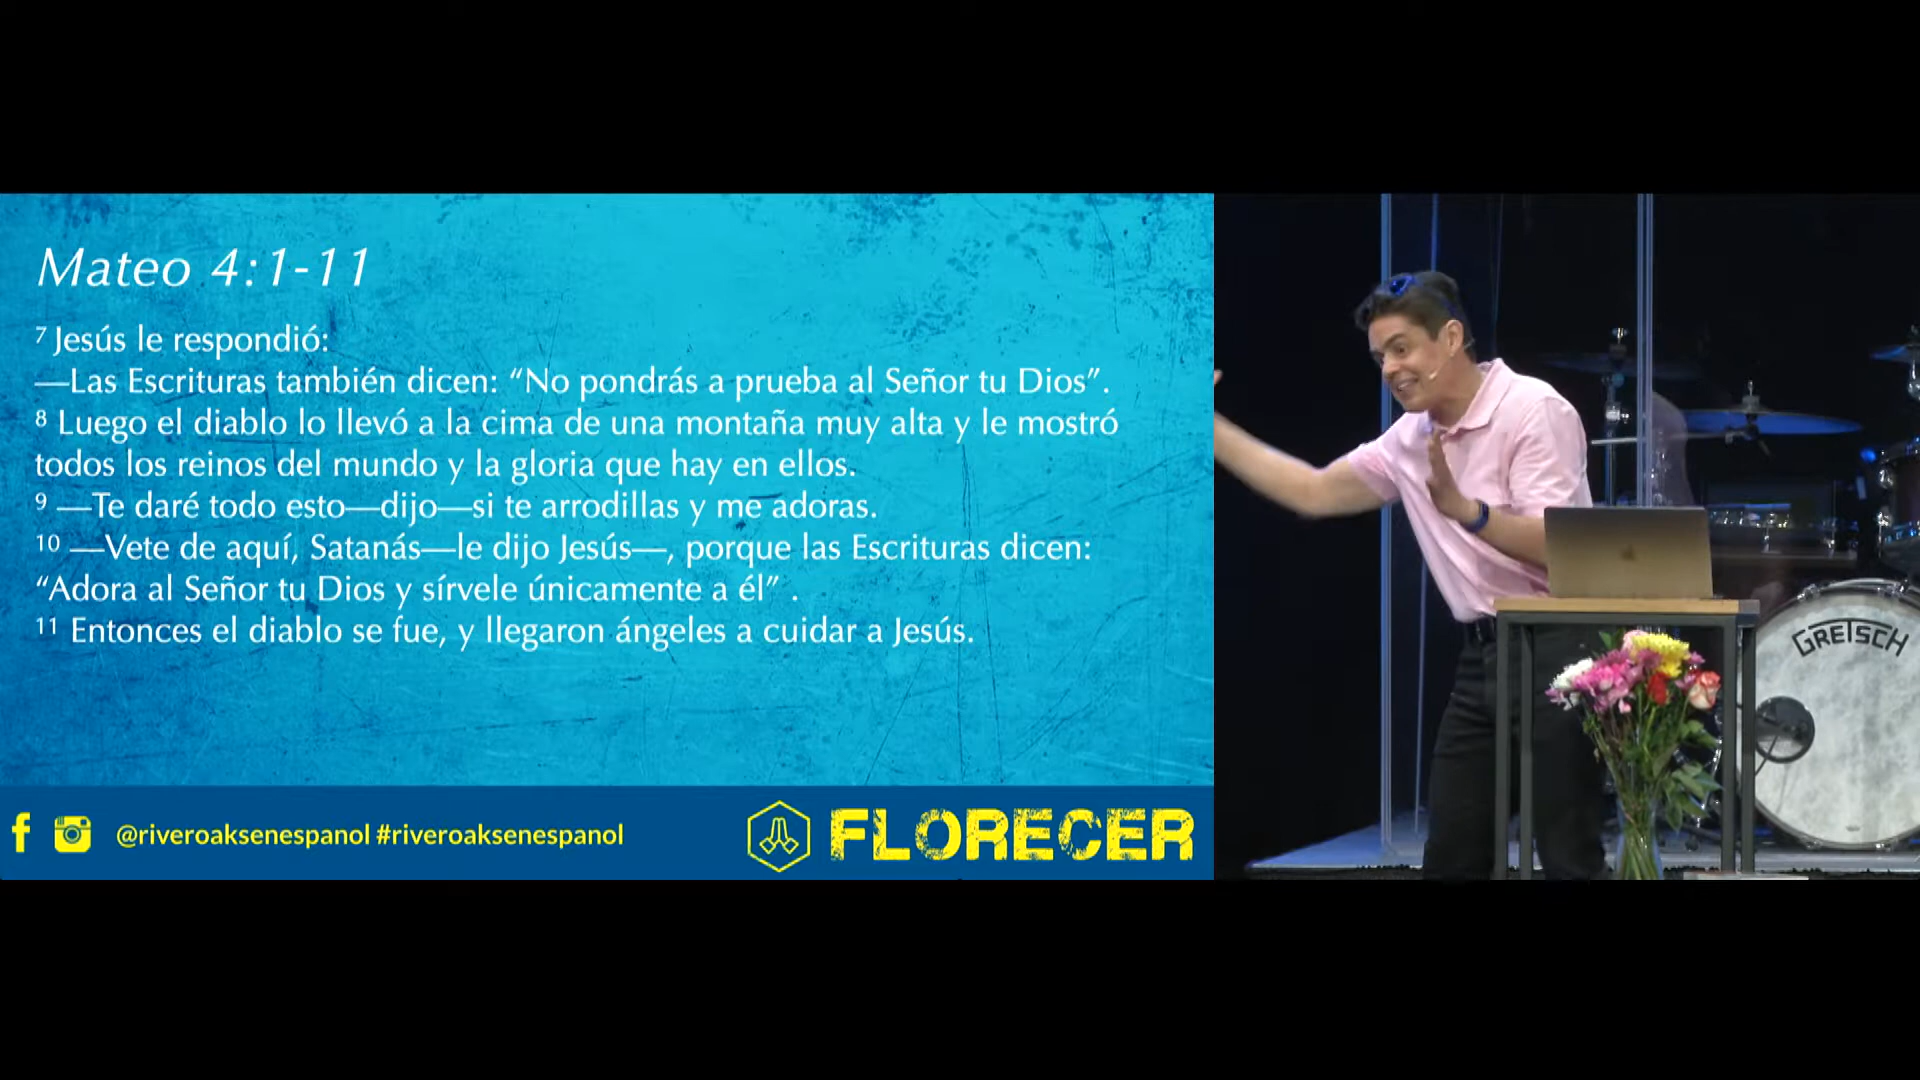 Mateo 4:1-11
7 Jesús le respondió:
—Las Escrituras también dicen: “No pondrás a prueba al Señor tu Dios”.
8 Luego el diablo lo llevó a la cima de una montaña muy alta y le mostró
todos los reinos del mundo y la gloria que hay en ellos.
9 —Te daré todo esto—dijo—si te arrodillas y me adoras.
10 —Vete de aquí, Satanás—le dijo Jesús—, porque las Escrituras dicen:
“Adora al Señor tu Dios y sírvele únicamente a él” .
11 Entonces el diablo se fue, y llegaron ángeles a cuidar a Jesús.
@riveroaksenespanol #riveroaksenespanol
FLORECER
GRETSCH